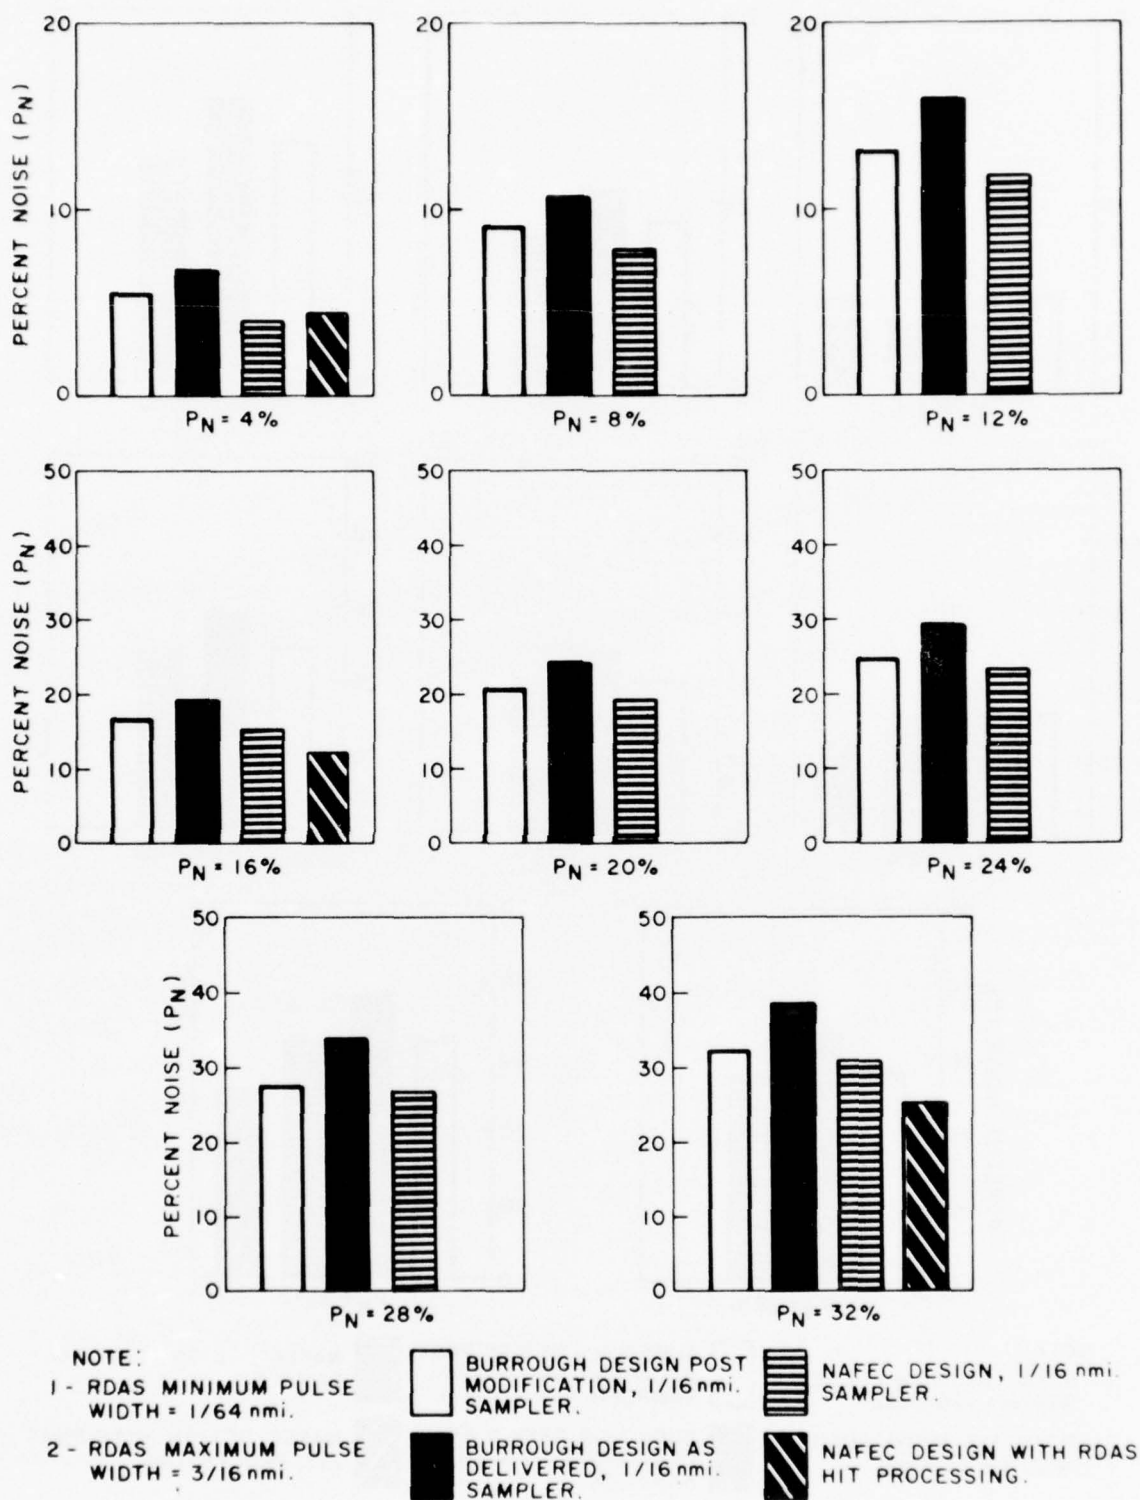 20
10
0
PERCENT NOISE (PN)
PN = 4%
20
10
0
PN = 8%
20
10
0
PN = 12%
50
40
30
20
10
0
PERCENT NOISE (PN)
PN = 16%
50
40
30
20
10
0
PN = 20%
50
40
30
20
10
0
PN = 24%
50
40
30
20
10
0
PERCENT NOISE (PN)
PN = 28%
50
40
30
20
10
0
PN = 32%
NOTE:
1 - RDAS MINIMUM PULSE
WIDTH = 1/64 nmi.
2 - RDAS MAXIMUM PULSE
WIDTH = 3/16 nmi.
BURROUGH DESIGN POST
MODIFICATION, 1/16 nmi.
SAMPLER.
BURROUGH DESIGN AS
DELIVERED, 1/16 nmi.
SAMPLER.
NAFEC DESIGN, 1/16 nmi.
SAMPLER.
NAFEC DESIGN WITH RDAS
HIT PROCESSING.